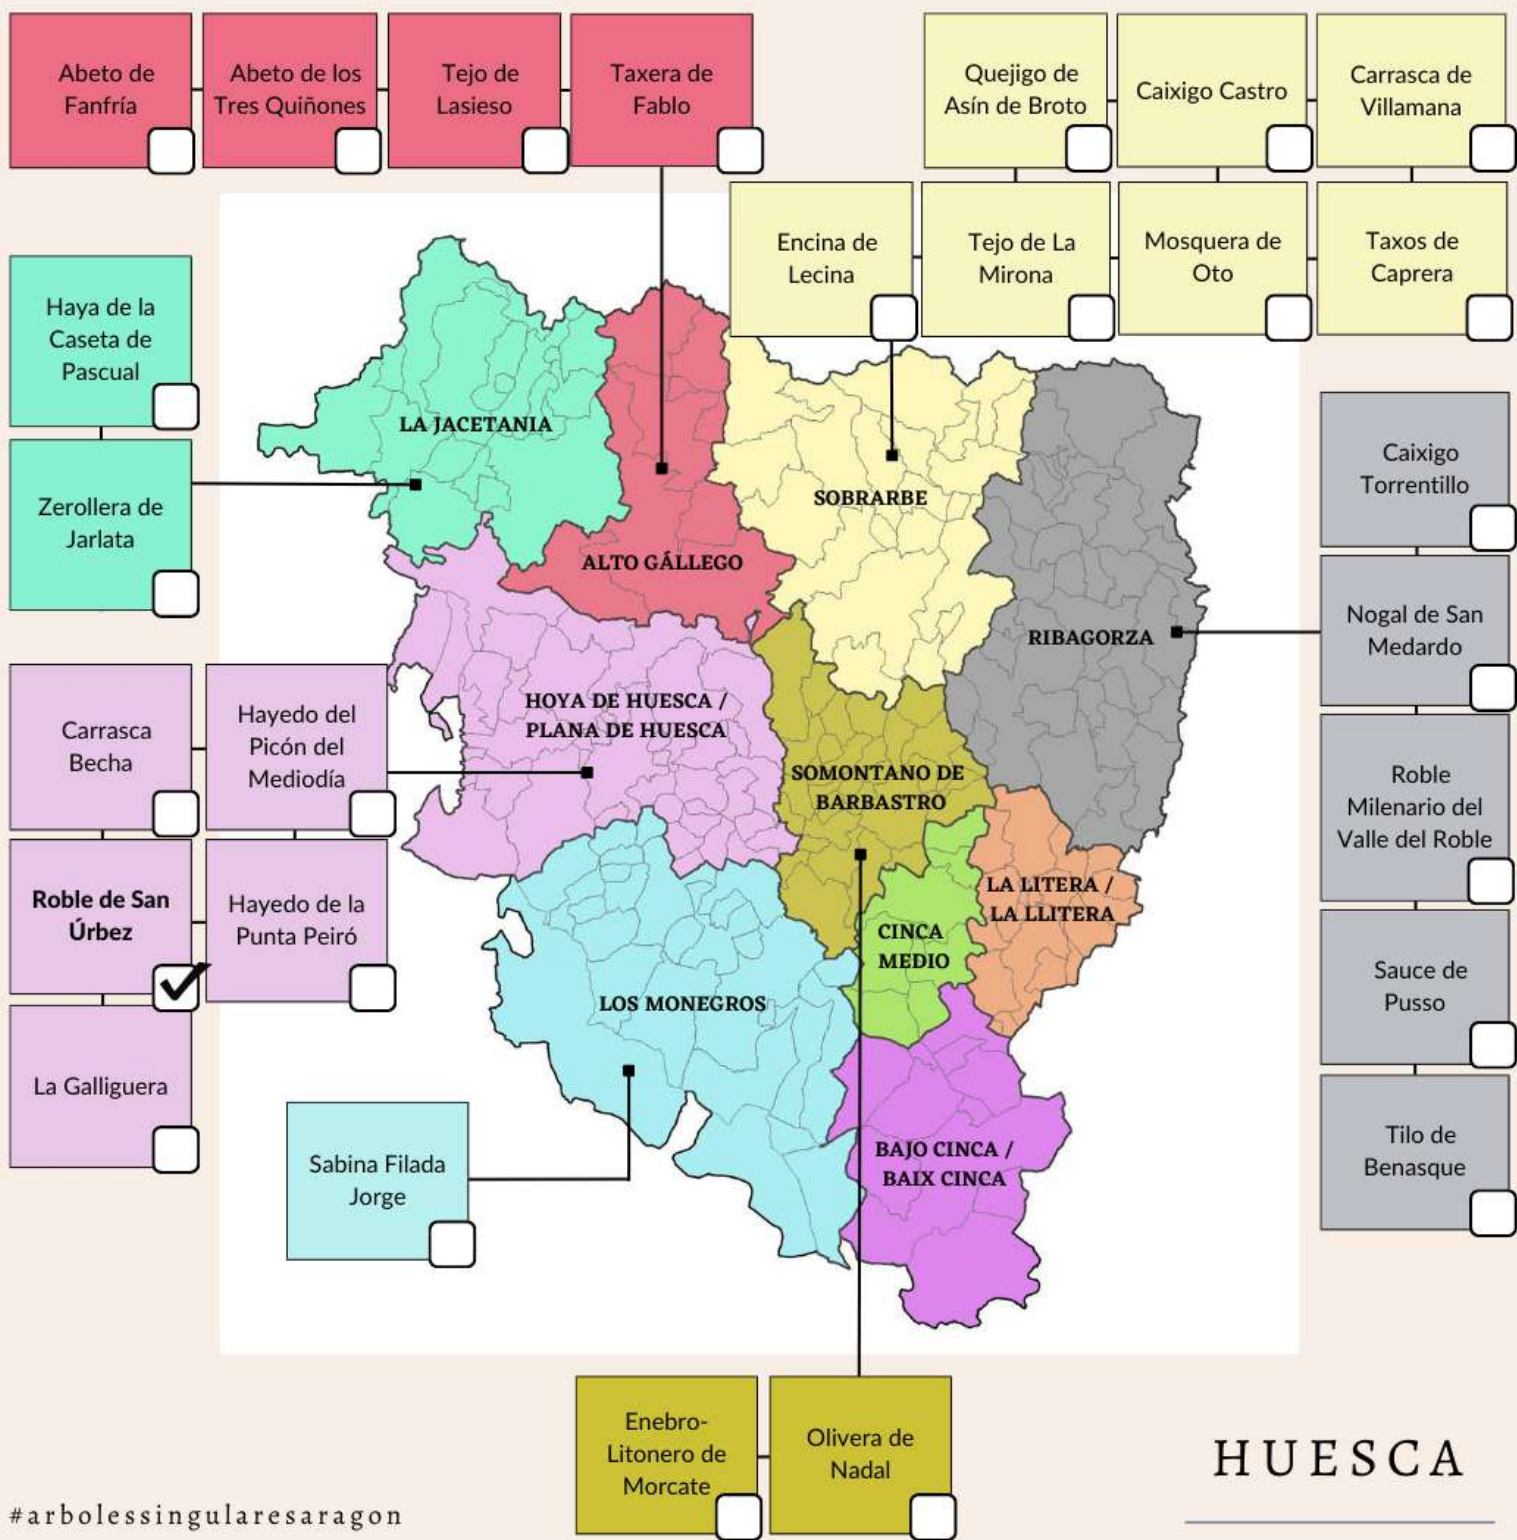 Abeto de
Fanfría
Abeto de los
Tres Quiñones
Tejo de
Lasieso
Taxera de
Fablo
Quejigo de
Asín de Broto
Caixigo Castro
Carrasca de
Villamana
Encina de
Lecina
Tejo de La
Mirona
Mosquera de
Oto
Taxos de
Caprera
Haya de la
Caseta de
Pascual
Zerollera de
Jarlata
LA JACETANIA
ALTO GÁLLEGO
SOBRARBE
RIBAGORZA
Caixigo
Torrentillo
Nogal de San
Medardo
Roble
Milenario del
Valle del Roble
Sauce de
Pusso
Tilo de
Benasque
Carrasca
Becha
Hayedo del
Picón del
Mediodía
Roble de San
Úrbez
Hayedo de la
Punta Peiró
La Galliguera
HOYA DE HUESCA /
PLANA DE HUESCA
SOMONTANO DE
BARBASTRO
LA LITERA /
LA LLITERA
CINCA
MEDIO
LOS MONEGROS
BAJO CINCA /
BAIX CINCA
Sabina Filada
Jorge
Enebro-
Litonero de
Morcate
Olivera de
Nadal
HUESCA
#arbolessingularesaragon